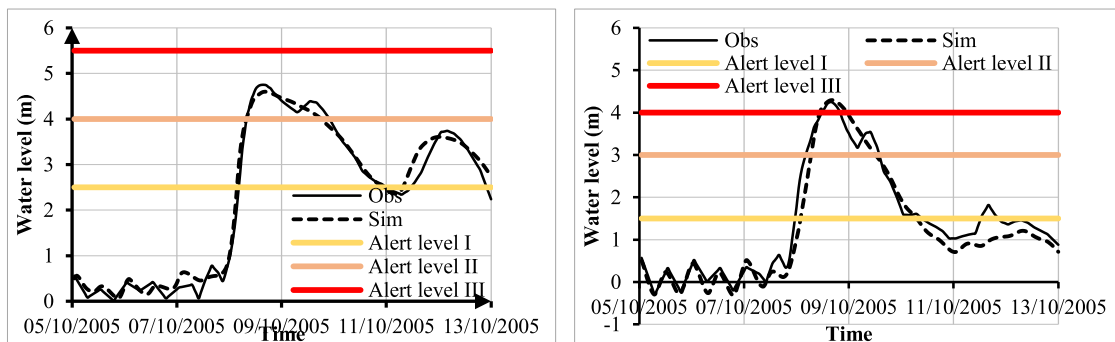 6
5
4
3
2
1
0
Water level (m)
Obs
Sim
Alert level I
Alert level II
Alert level III
05/10/2005 07/10/2005 09/10/2005 11/10/2005 13/10/2005
Time
Obs Sim
Alert level I Alert level II
Alert level III
6
5
4
3
2
1
0
-1
Water level (m)
05/10/2005 07/10/2005 09/10/2005 11/10/2005 13/10/2005
Time